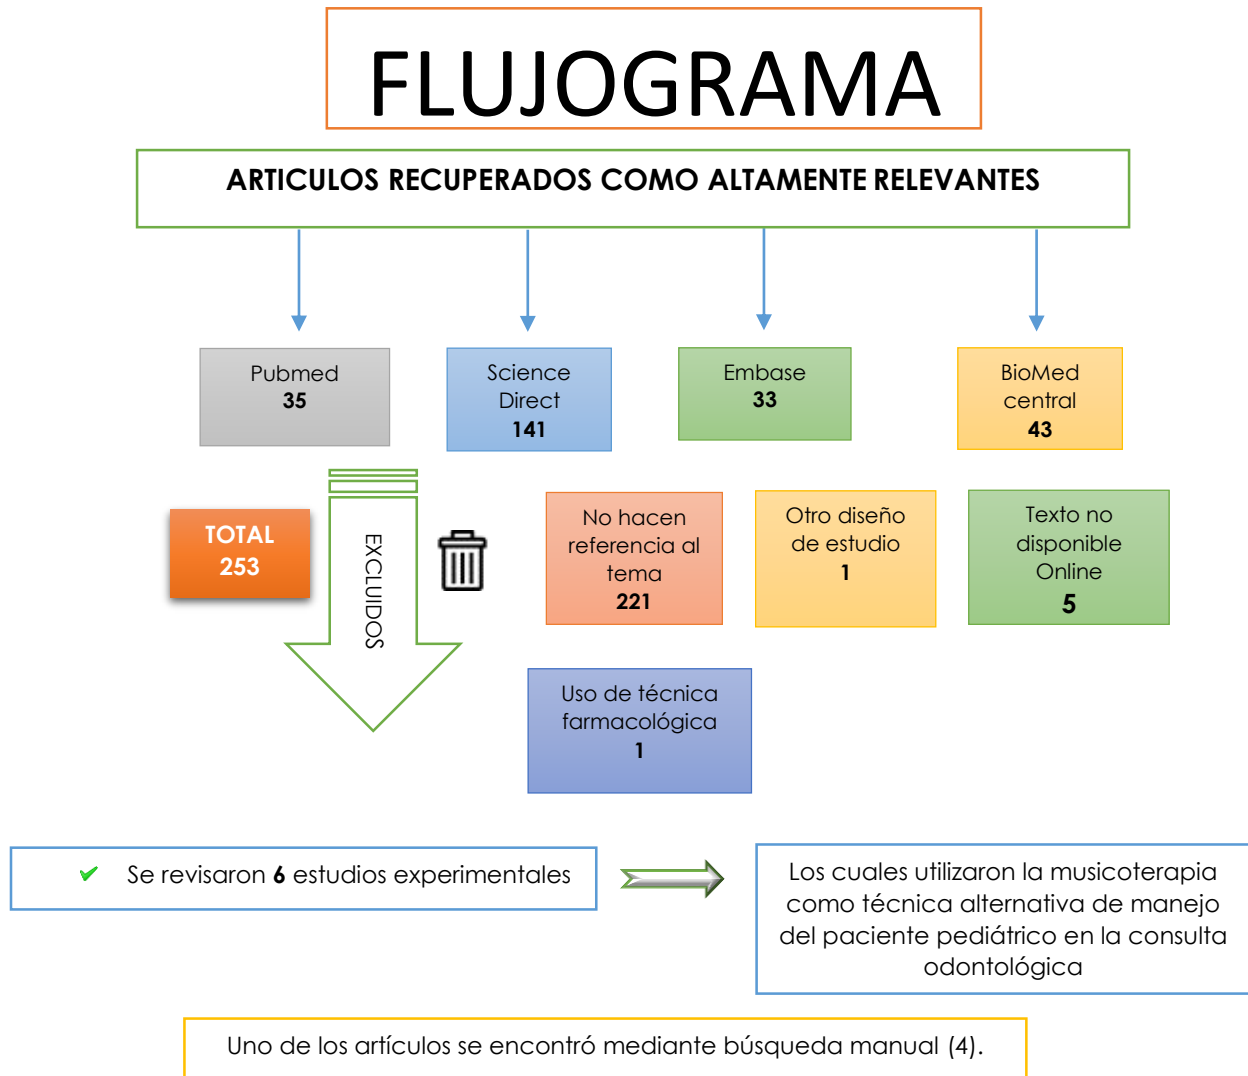 FLUJOGRAMA
ARTICULOS RECUPERADOS COMO ALTAMENTE RELEVANTES
Pubmed
35
Science
Direct
141
Embase
33
BioMed
central
43
TOTAL
253
EXCLUIDOS
No hacen
referencia al
tema
221
Otro diseño
de estudio
1
Texto no
disponible
Online
5
Uso de técnica
farmacológica
1
Se revisaron 6 estudios experimentales
Los cuales utilizaron la musicoterapia
como técnica alternativa de manejo
del paciente pediátrico en la consulta
odontológica
Uno de los artículos se encontró mediante búsqueda manual (4).